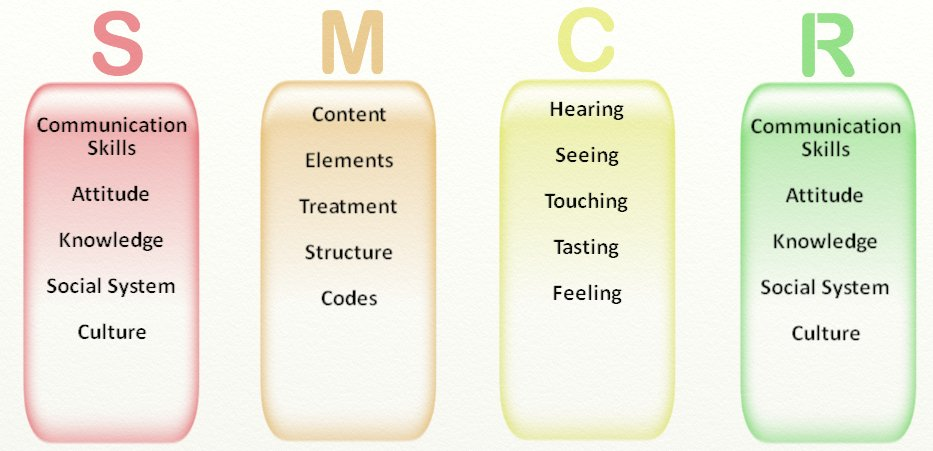 S
Communication
Skills
Attitude
Knowledge
Social System
Culture
M
Content
Elements
Treatment
Structure
Codes
C
Hearing
Seeing
Touching
Tasting
Feeling
R
Communication
Skills
Attitude
Knowledge
Social System
Culture